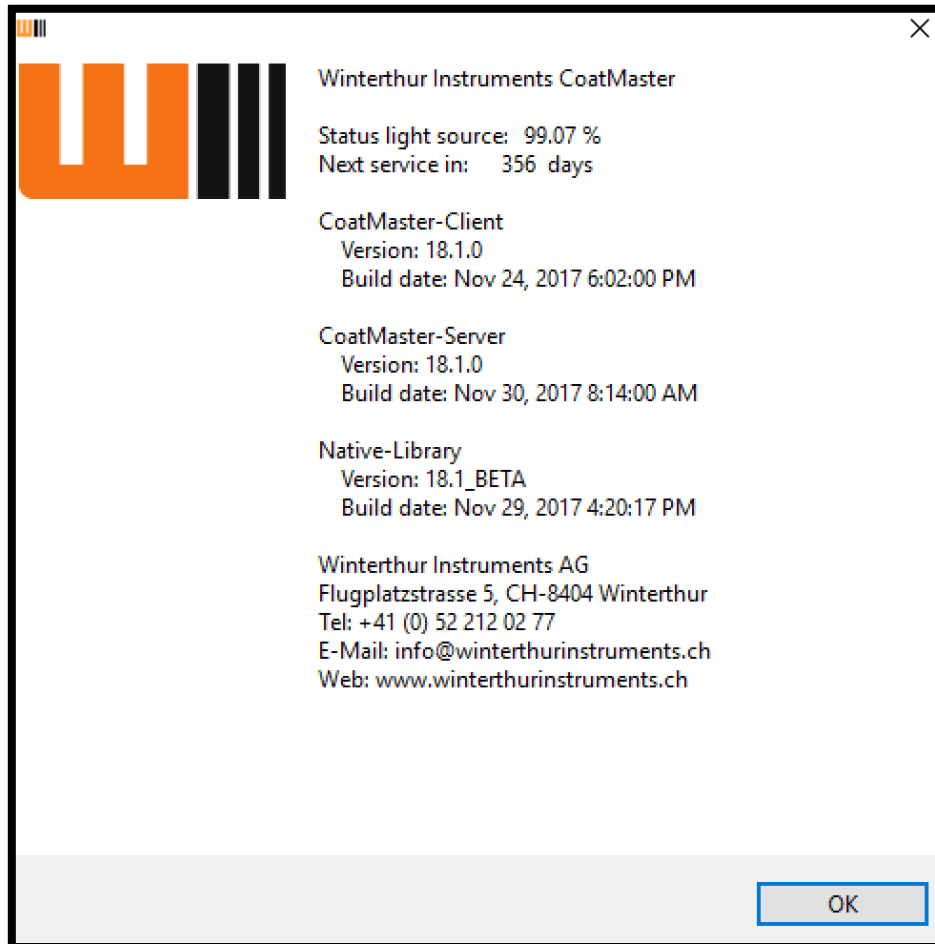 Winterthur Instruments CoatMaster
Status light source: 99.07 %
Next service in: 356 days
CoatMaster-Client
Version: 18.1.0
Build date: Nov 24, 2017 6:02:00 PM
CoatMaster-Server
Version: 18.1.0
Build date: Nov 30, 2017 8:14:00 AM
Native-Library
Version: 18.1_BETA
Build date: Nov 29, 2017 4:20:17 PM
Winterthur Instruments AG
Flugplatzstrasse 5, CH-8404 Winterthur
Tel: +41 (0) 52 212 02 77
E-Mail: info@winterthurinstruments.ch
Web: www.winterthurinstruments.ch
OK